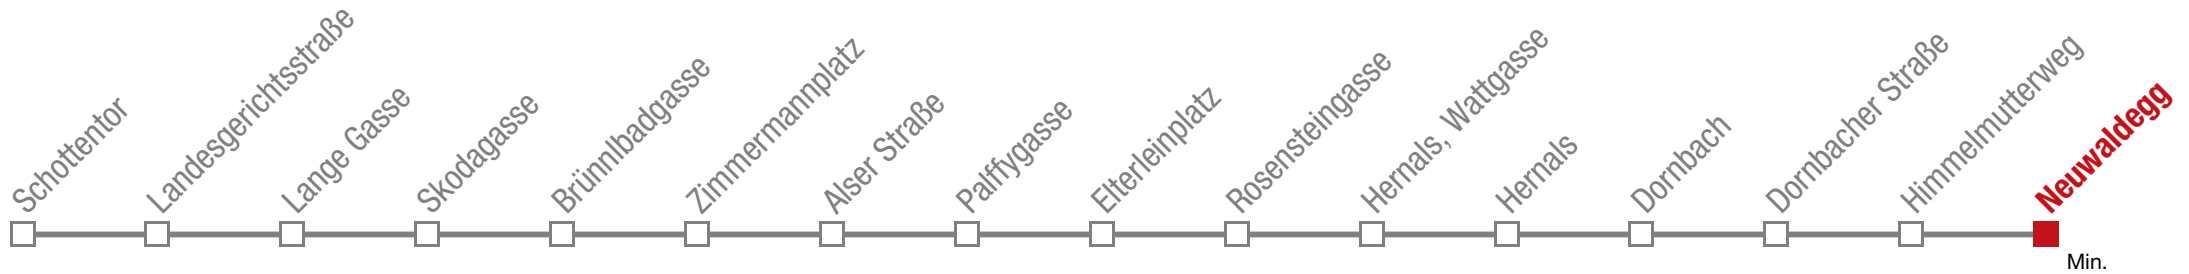 Schottentor
Landesgerichtsstraße
Lange Gasse
Skodagasse
Brünnlbadgasse
Zimmermannplatz
Alser Straße
Palffygasse
Elterleinplatz
Rosensteingasse
Hernals, Wattgasse
Hernals
Dornbach
Dornbacher Straße
Himmelmutterweg
Neuwaldegg
Min.